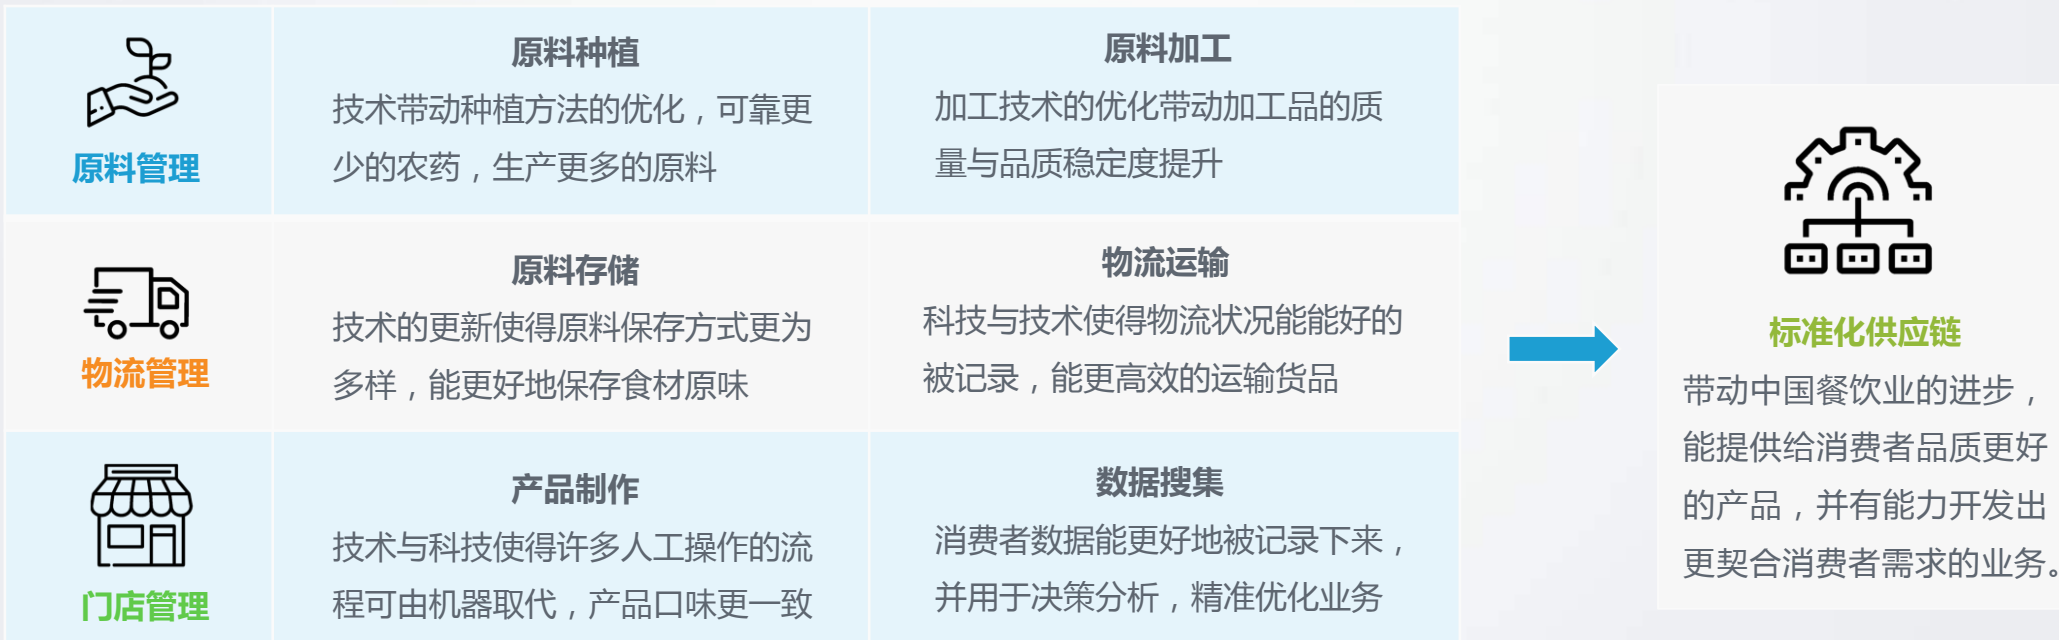 原料管理
原料种植
技术带动种植方法的优化，可靠更
少的农药，生产更多的原料
原料加工
加工技术的优化带动加工品的质
量与品质稳定度提升
物流管理
原料存储
技术的更新使得原料保存方式更为
多样，能更好地保存食材原味
物流运输
科技与技术使得物流状况能能好的
被记录，能更高效的运输货品
门店管理
产品制作
技术与科技使得许多人工操作的流
程可由机器取代，产品口味更一致
数据搜集
消费者数据能更好地被记录下来，
并用于决策分析，精准优化业务
标准化供应链
带动中国餐饮业的进步，
能提供给消费者品质更好
的产品，并有能力开发出
更契合消费者需求的业务。